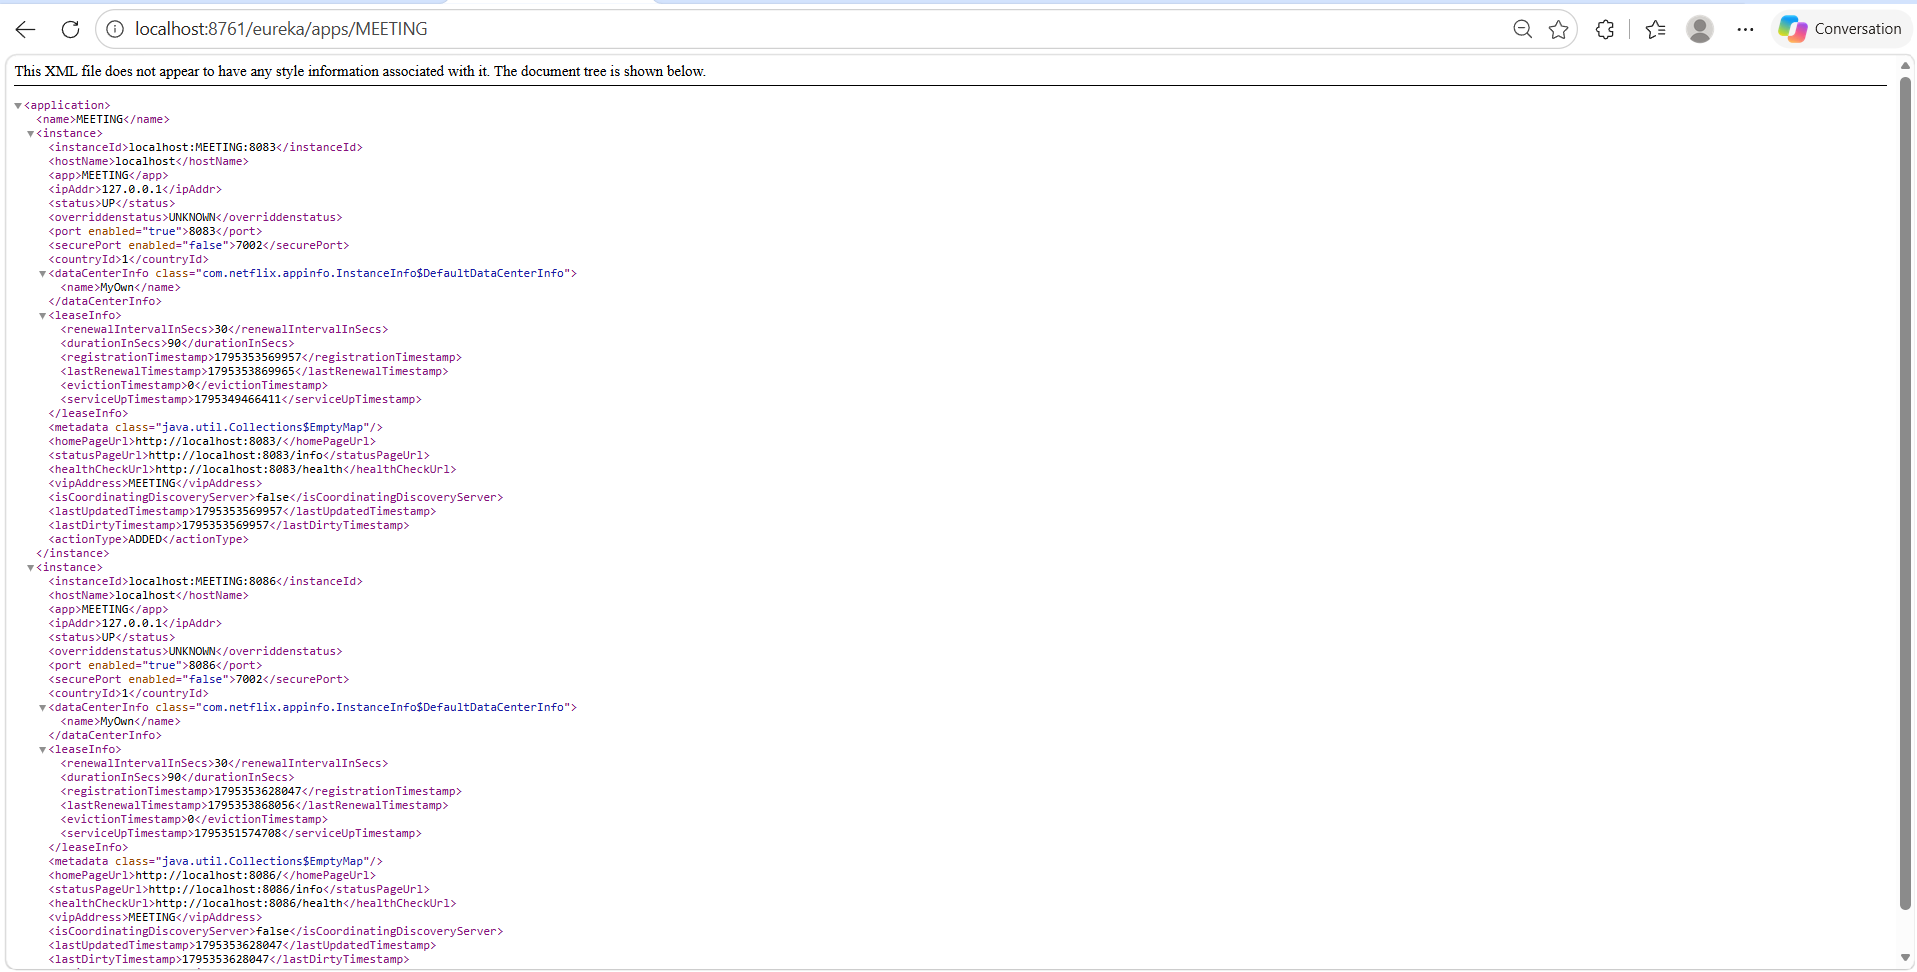 localhost:8761/eureka/apps/MEETING
Conversation
This XML file does not appear to have any style information associated with it. The document tree is shown below.
<application>
<name>MEETING</name>
<instance>
<instanceId>localhost:MEETING:8083</instanceId>
<hostName>localhost</hostName>
<app>MEETING</app>
<ipAddr>127.0.0.1</ipAddr>
<status>UP</status>
<overriddenstatus>UNKNOWN</overriddenstatus>
<port enabled="true">8083</port>
<securePort enabled="false">7002</securePort>
<countryId>1</countryId>
<dataCenterInfo class="com.netflix.appinfo.InstanceInfo$DefaultDataCenterInfo">
<name>MyOwn</name>
</dataCenterInfo>
<leaseInfo>
<renewalIntervalInSecs>30</renewalIntervalInSecs>
<durationInSecs>90</durationInSecs>
<registrationTimestamp>1795353569957</registrationTimestamp>
<lastRenewalTimestamp>1795353869965</lastRenewalTimestamp>
<evictionTimestamp>0</evictionTimestamp>
<serviceUpTimestamp>1795349466411</serviceUpTimestamp>
</leaseInfo>
<metadata class="java.util.Collections$EmptyMap"/>
<homePageUrl>http://localhost:8083/</homePageUrl>
<statusPageUrl>http://localhost:8083/info</statusPageUrl>
<healthCheckUrl>http://localhost:8083/health</healthCheckUrl>
<vipAddress>MEETING</vipAddress>
<isCoordinatingDiscoveryServer>false</isCoordinatingDiscoveryServer>
<lastUpdatedTimestamp>1795353569957</lastUpdatedTimestamp>
<lastDirtyTimestamp>1795353569957</lastDirtyTimestamp>
<actionType>ADDED</actionType>
</instance>
<instance>
<instanceId>localhost:MEETING:8086</instanceId>
<hostName>localhost</hostName>
<app>MEETING</app>
<ipAddr>127.0.0.1</ipAddr>
<status>UP</status>
<overriddenstatus>UNKNOWN</overriddenstatus>
<port enabled="true">8086</port>
<securePort enabled="false">7002</securePort>
<countryId>1</countryId>
<dataCenterInfo class="com.netflix.appinfo.InstanceInfo$DefaultDataCenterInfo">
<name>MyOwn</name>
</dataCenterInfo>
<leaseInfo>
<renewalIntervalInSecs>30</renewalIntervalInSecs>
<durationInSecs>90</durationInSecs>
<registrationTimestamp>1795353628047</registrationTimestamp>
<lastRenewalTimestamp>1795353868056</lastRenewalTimestamp>
<evictionTimestamp>0</evictionTimestamp>
<serviceUpTimestamp>1795351574708</serviceUpTimestamp>
</leaseInfo>
<metadata class="java.util.Collections$EmptyMap"/>
<homePageUrl>http://localhost:8086/</homePageUrl>
<statusPageUrl>http://localhost:8086/info</statusPageUrl>
<healthCheckUrl>http://localhost:8086/health</healthCheckUrl>
<vipAddress>MEETING</vipAddress>
<isCoordinatingDiscoveryServer>false</isCoordinatingDiscoveryServer>
<lastUpdatedTimestamp>1795353628047</lastUpdatedTimestamp>
<lastDirtyTimestamp>1795353628047</lastDirtyTimestamp>